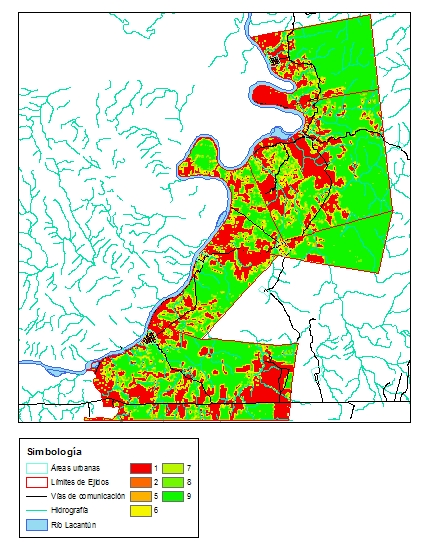 Simbología
Áreas urbanas
Límites de Ejidos
Vías de comunicación
Hidrografía
Río Lacantún
1 7
2 8
5 9
6